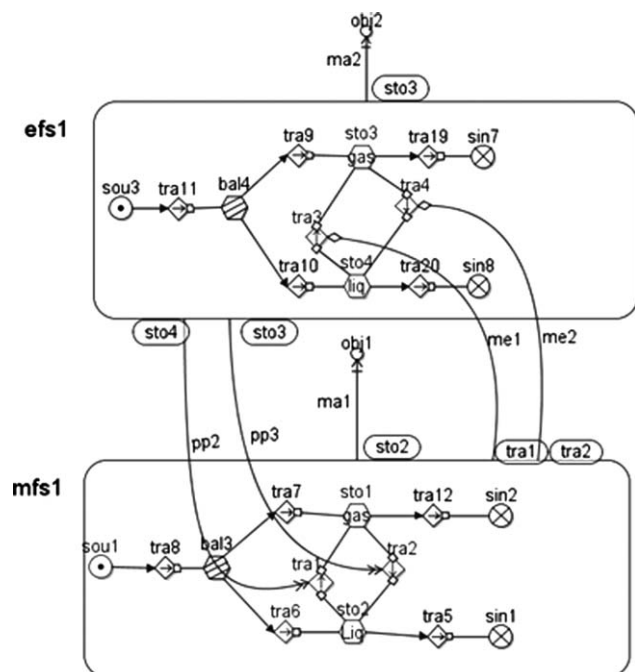 obj2
ma2
sto3
efs1
tra9
sto3
tra19
sin7
gas
sou3
tra11
bal4
tra3
tra4
tra10
sto4
tra20
sin8
liq
sto4
sto3
obj1
me1
me2
ma1
pp2
pp3
sto2
tra1
tra2
mfs1
tra7
sto1
tra12
sin2
gas
sou1
tra8
bal3
tra
tra2
tra6
sto2
tra5
sin1
Liq